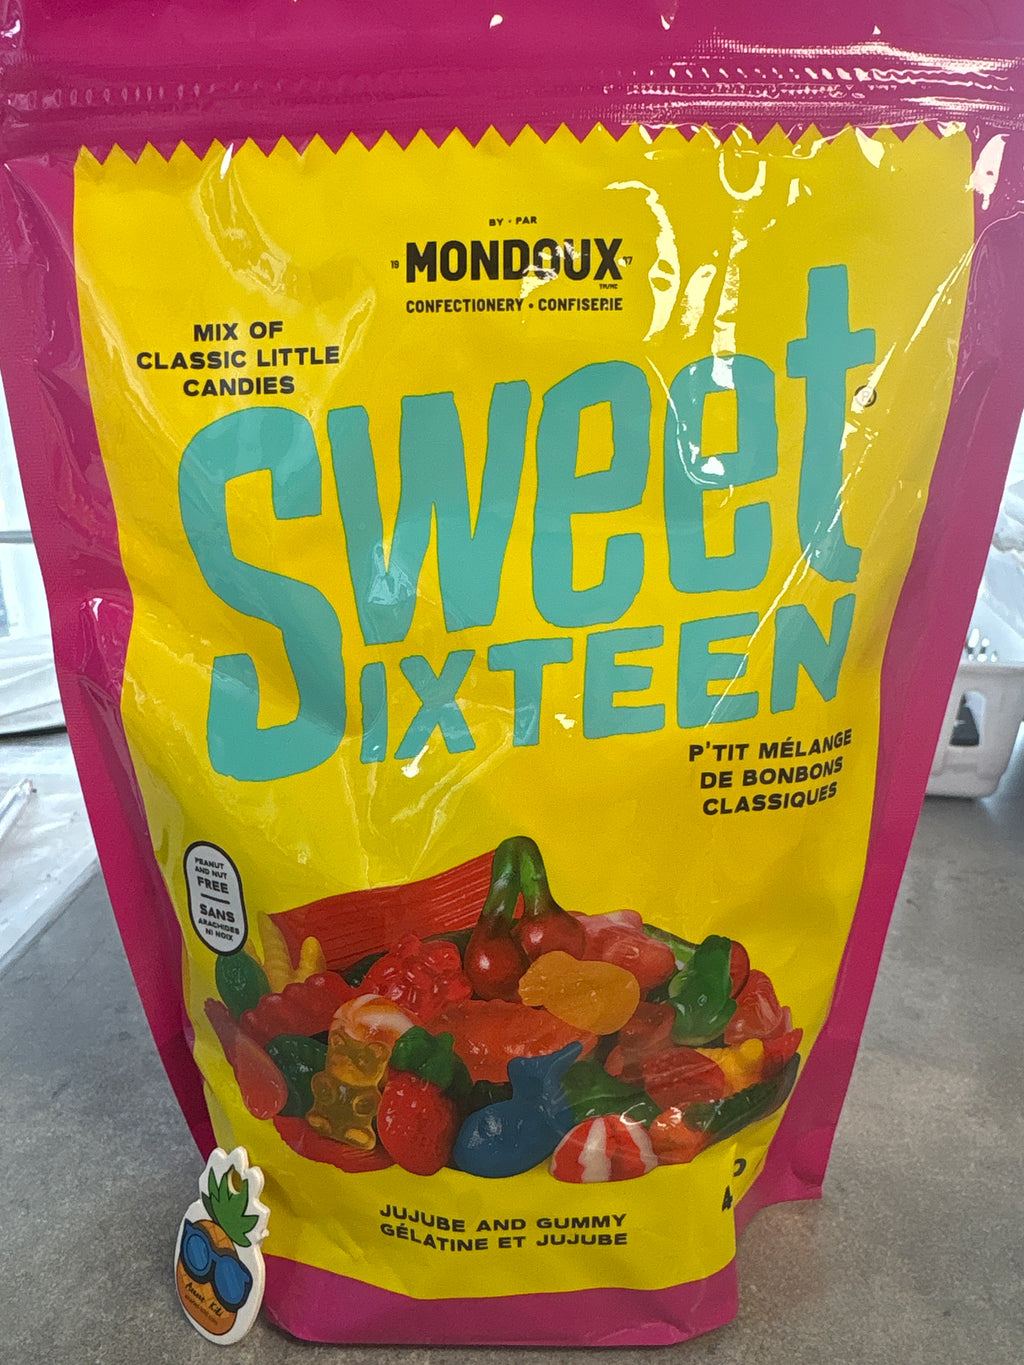 BY · PAR
19 MONDOUX 17
CONFECTIONERY • CONFISERIE
MIX OF
CLASSIC LITTLE
CANDIES
Sweet
SIXTEEN
P'TIT MÉLANGE
DE BONBONS
CLASSIQUES
PEANUT
AND NUT
FREE
SANS
ARACHIDES
NI NOIX
JUJUBE AND GUMMY
GÉLATINE ET JUJUBE